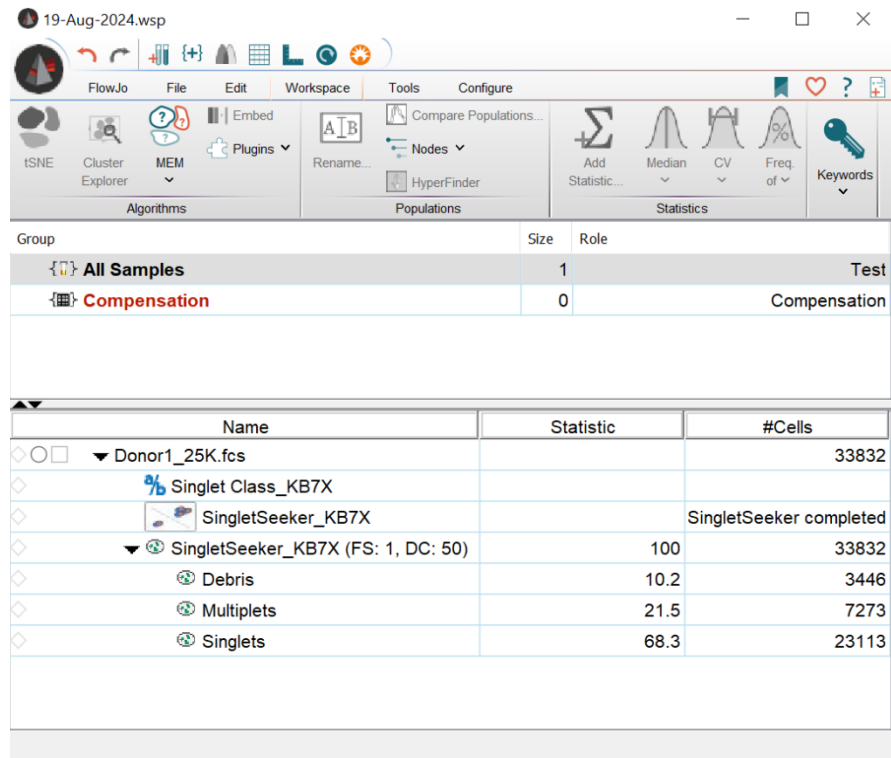 19-Aug-2024.wsp
FlowJo File Edit Workspace Tools Configure
tSNE
Cluster Explorer
MEM
Embed
Plugins
Algorithms
Rename...
Compare Populations...
Nodes
HyperFinder
Populations
Add Statistic...
Median
CV
Freq. of
Statistics
Keywords
Group Size Role
All Samples 1 Test
Compensation 0 Compensation
Name Statistic #Cells
Donor1_25K.fcs 33832
a/b Singlet Class_KB7X
SingletSeeker_KB7X SingletSeeker completed
SingletSeeker_KB7X (FS: 1, DC: 50) 100 33832
Debris 10.2 3446
Multiplets 21.5 7273
Singlets 68.3 23113